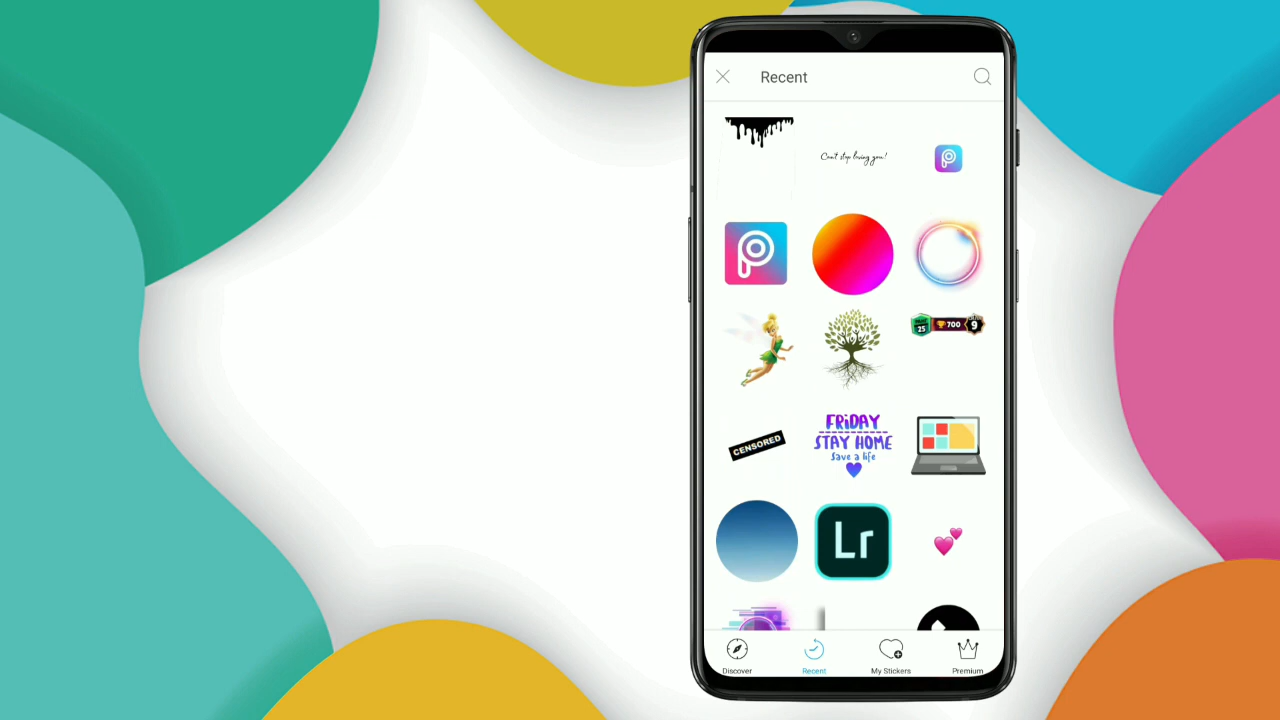 Recent
Can't stop loving you!
25
700
9
CENSORED
FRIDAY
STAY HOME
Save a life
Lr
Discover
Recent
My Stickers
Premium